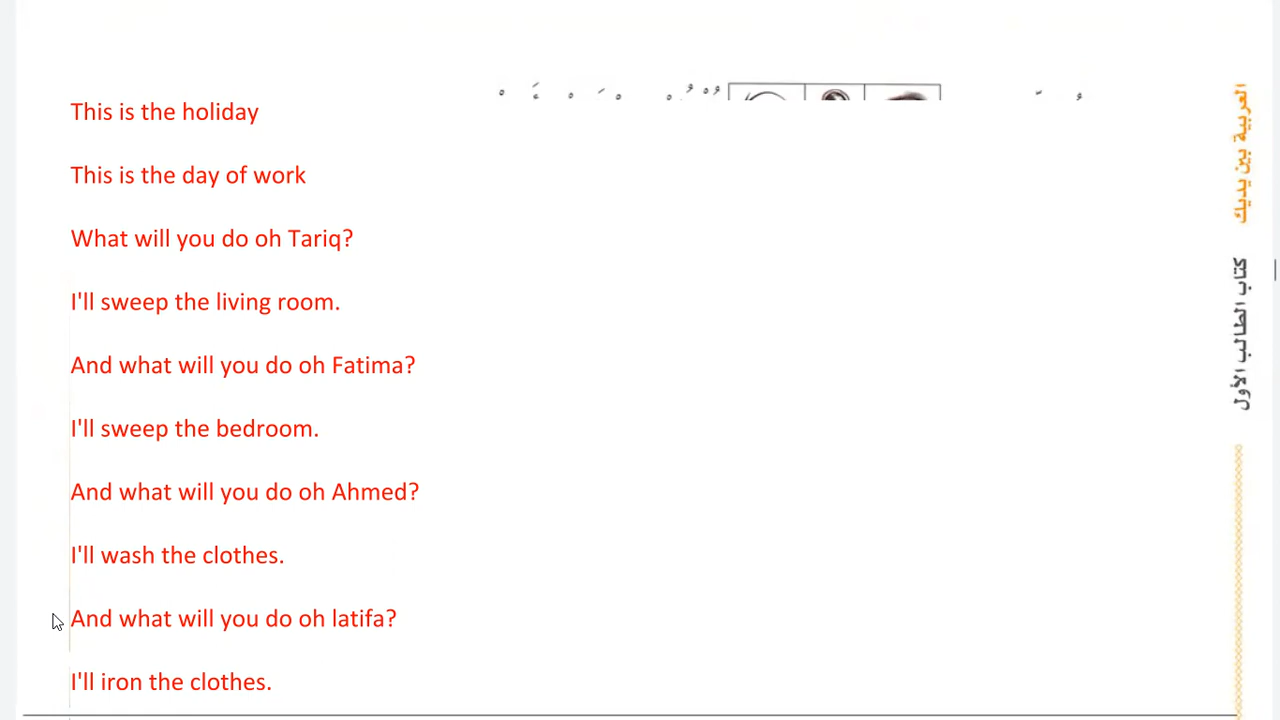 This is the holiday
This is the day of work
What will you do oh Tariq?
I'll sweep the living room.
And what will you do oh Fatima?
I'll sweep the bedroom.
And what will you do oh Ahmed?
I'll wash the clothes.
And what will you do oh latifa?
I'll iron the clothes.
العربية بين يديك
كتاب الطالب الأول